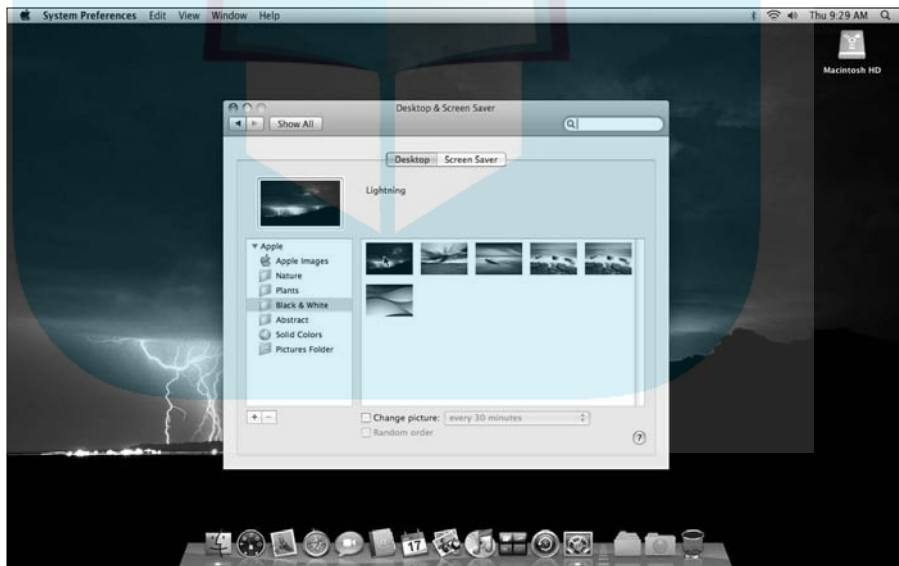 System Preferences Edit View Window Help Thu 9:29 AM
Macintosh HD
Desktop & Screen Saver
Show All
Desktop Screen Saver
Lightning
Apple
Apple Images
Nature
Plants
Black & White
Abstract
Solid Colors
Pictures Folder
+ -
Change picture: every 30 minutes
Random order
?
17